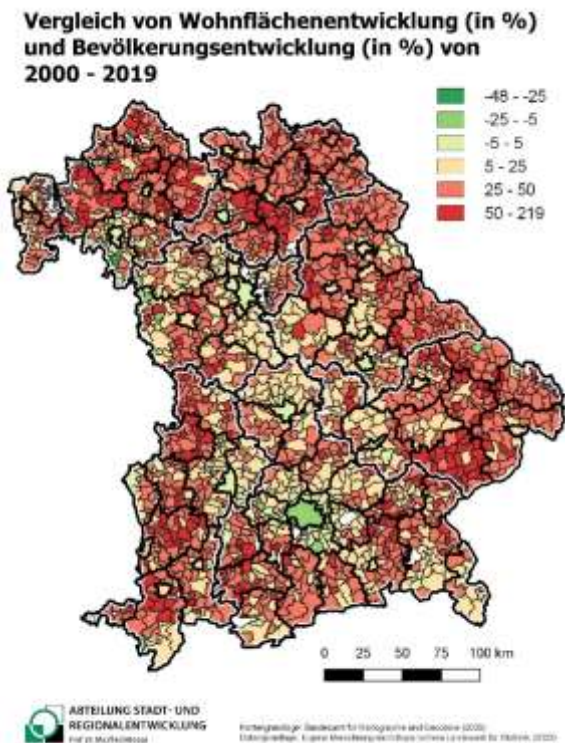 Vergleich von Wohnflächenentwicklung (in %)
und Bevölkerungsentwicklung (in %) von
2000 - 2019
-48 - -25
-25 - -5
-5 - 5
5 - 25
25 - 50
50 - 219
0 25 50 75 100 km
ABTEILUNG STADT- UND
REGIONALENTWICKLUNG